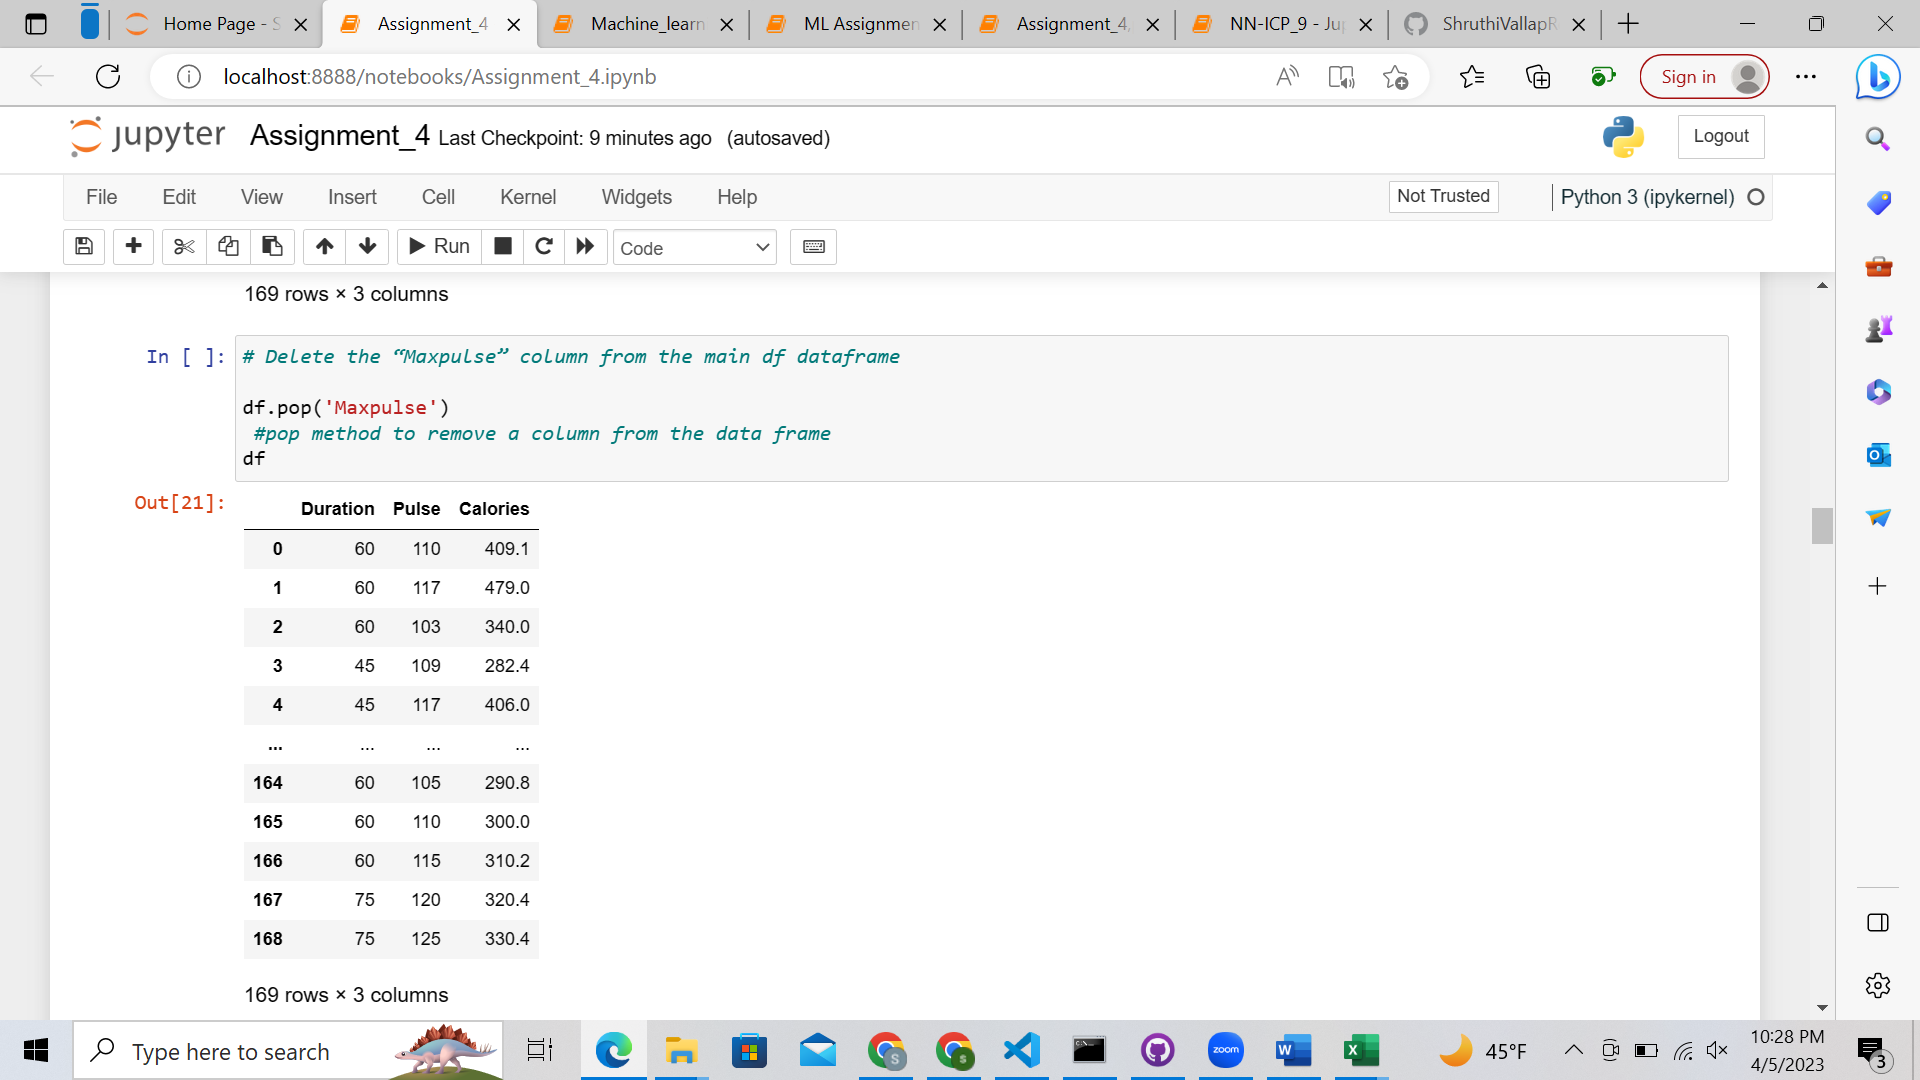 Home Page - S
Assignment_4
Machine_learn
ML Assignmen
Assignment_4
NN-ICP_9 - Ju
ShruthiVallapR
localhost:8888/notebooks/Assignment_4.ipynb
Sign in
jupyter Assignment_4 Last Checkpoint: 9 minutes ago (autosaved)
Logout
File Edit View Insert Cell Kernel Widgets Help
Not Trusted
Python 3 (ipykernel)
Run
Code
169 rows × 3 columns
In [ ]: # Delete the “Maxpulse” column from the main df dataframe
df.pop('Maxpulse')
#pop method to remove a column from the data frame
df
Out[21]:
Duration Pulse Calories
0 60 110 409.1
1 60 117 479.0
2 60 103 340.0
3 45 109 282.4
4 45 117 406.0
... ... ... ...
164 60 105 290.8
165 60 110 300.0
166 60 115 310.2
167 75 120 320.4
168 75 125 330.4
169 rows × 3 columns
Type here to search
zoom
45°F
10:28 PM
4/5/2023
3